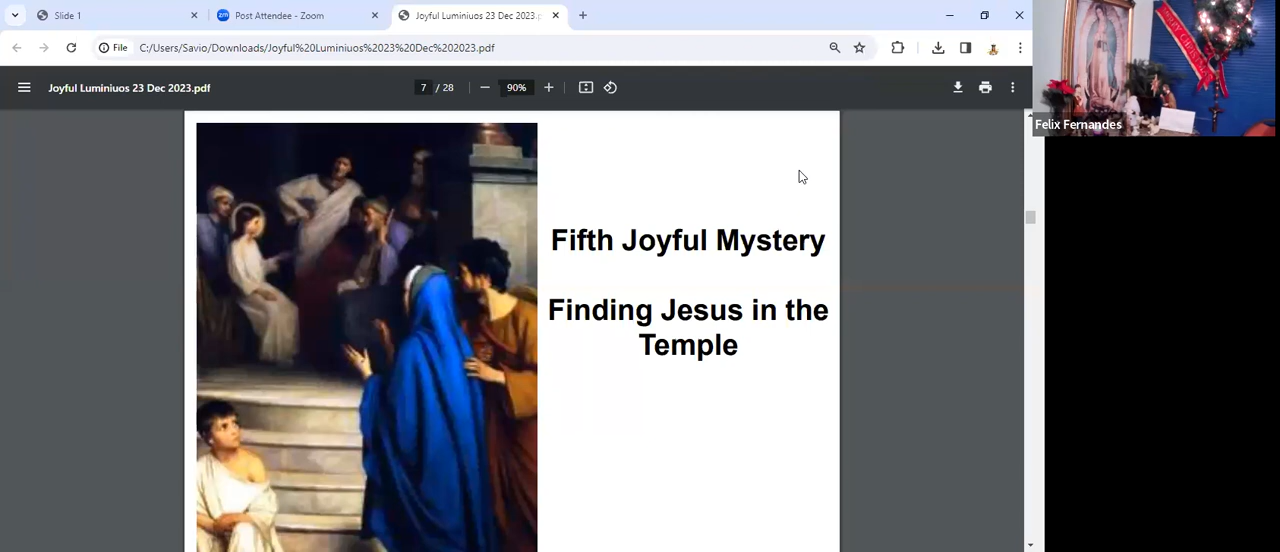 Slide 1
zm Post Attendee - Zoom
Joyful Luminiuos 23 Dec 2023.p
File
C:/Users/Savio/Downloads/Joyful%20Luminiuos%2023%20Dec%202023.pdf
Joyful Luminiuos 23 Dec 2023.pdf
7 / 28
90%
Felix Fernandes
Fifth Joyful Mystery
Finding Jesus in the
Temple